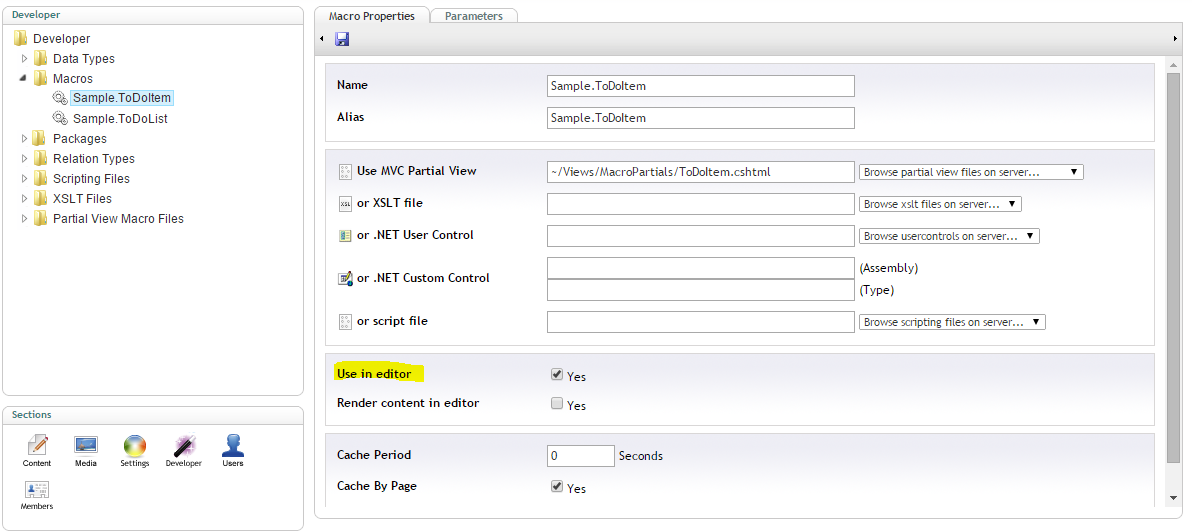 Developer
Developer
Data Types
Macros
Sample.ToDoItem
Sample.ToDoList
Packages
Relation Types
Scripting Files
XSLT Files
Partial View Macro Files
Sections
Content Media Settings Developer Users
Members
Macro Properties Parameters
Name Sample.ToDoItem
Alias Sample.ToDoItem
Use MVC Partial View ~/Views/MacroPartials/ToDoItem.cshtml Browse partial view files on server...
XSL or XSLT file Browse xslt files on server...
or .NET User Control Browse usercontrols on server...
or .NET Custom Control (Assembly)
(Type)
or script file Browse scripting files on server...
Use in editor Yes
Render content in editor Yes
Cache Period 0 Seconds
Cache By Page Yes